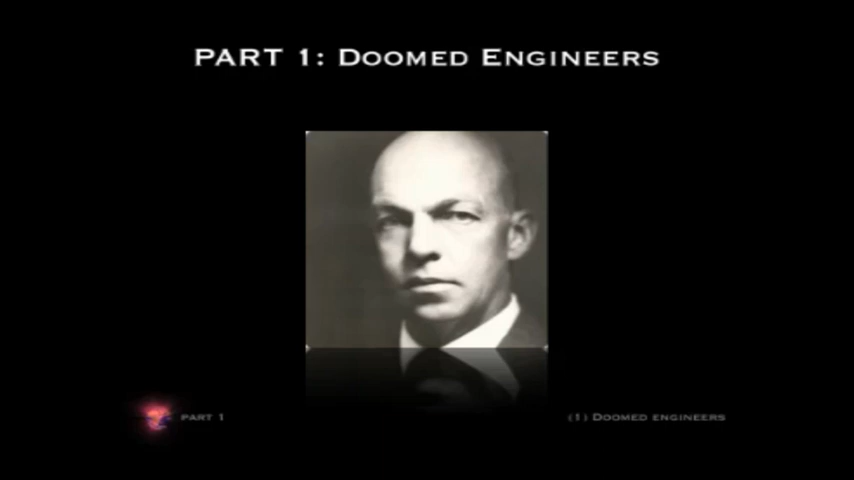 PART 1: DOOMED ENGINEERS
PART 1
(1) DOOMED ENGINEERS